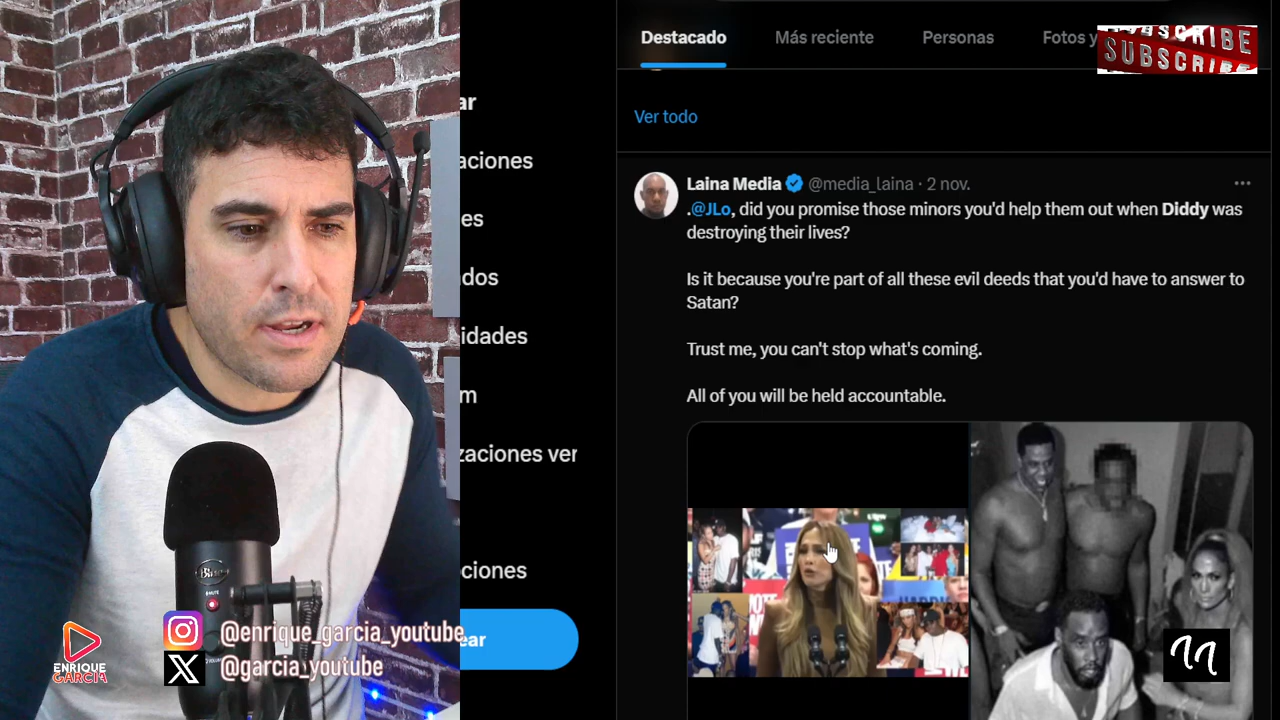 Destacado
Más reciente
Personas
Fotos y
SUBSCRIBE
SUBSCRIBE
Ver todo
ar
aciones
es
dos
idades
m
zaciones ver
ciones
ear
Laina Media @media_laina · 2 nov.
.@JLo, did you promise those minors you'd help them out when Diddy was
destroying their lives?
Is it because you're part of all these evil deeds that you'd have to answer to
Satan?
Trust me, you can't stop what's coming.
All of you will be held accountable.
@enrique_garcia_youtube
@garcia_youtube
ENRIQUE
GARCIA